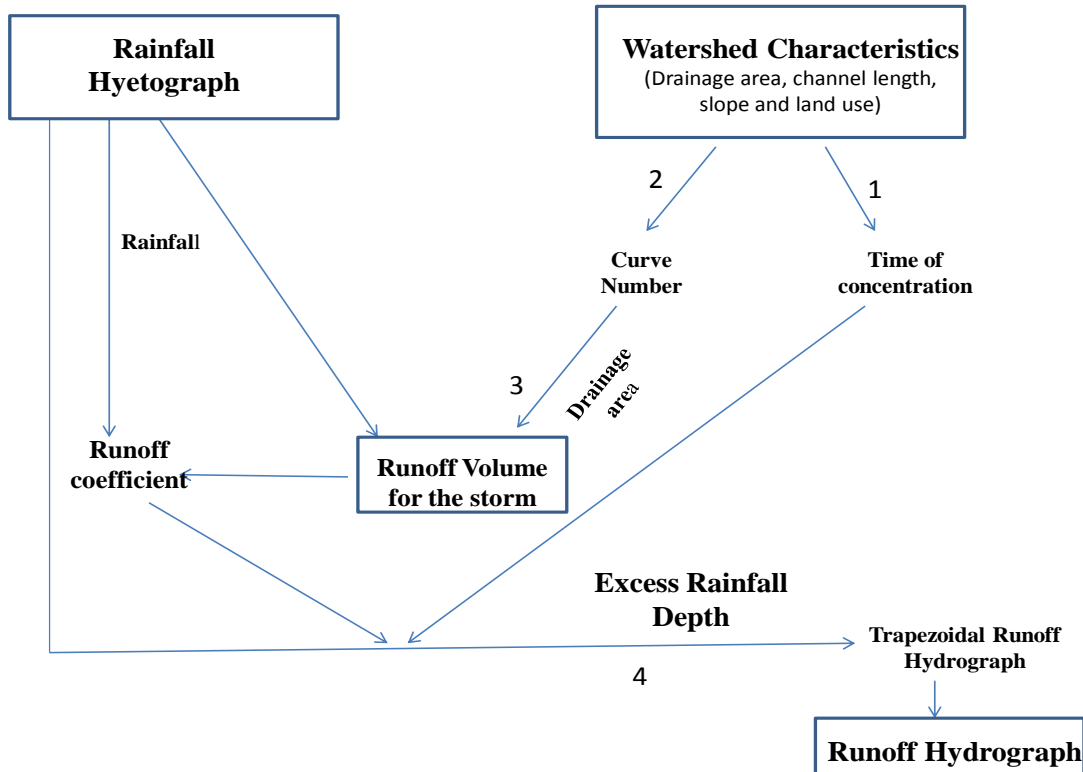 Rainfall
Hyetograph
Watershed Characteristics
(Drainage area, channel length,
slope and land use)
2
1
Rainfall
Curve
Number
Time of
concentration
3
Drainage
area
Runoff
coefficient
Runoff Volume
for the storm
Excess Rainfall
Depth
Trapezoidal Runoff
Hydrograph
4
Runoff Hydrograph